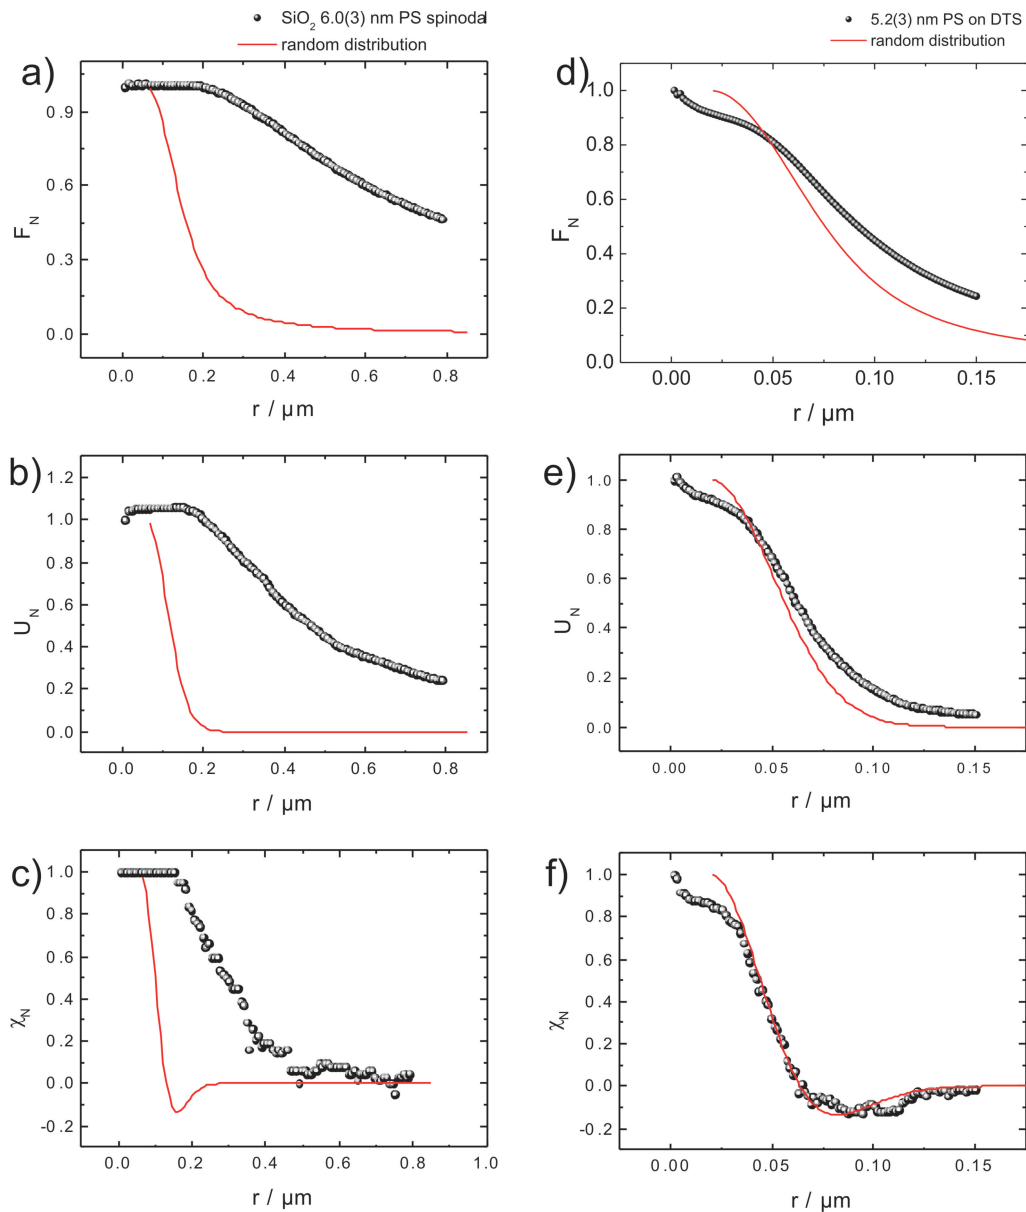 SiO2 6.0(3) nm PS spinodal
random distribution
5.2(3) nm PS on DTS
random distribution
a)
0.9
0.6
0.3
0.0
FN
0.0 0.2 0.4 0.6 0.8
r / µm
d)
1.0
0.8
0.6
0.4
0.2
0.0
FN
0.00 0.05 0.10 0.15
r / µm
b)
1.2
1.0
0.8
0.6
0.4
0.2
0.0
UN
0.0 0.2 0.4 0.6 0.8
r / µm
e)
1.0
0.8
0.6
0.4
0.2
0.0
UN
0.00 0.05 0.10 0.15
r / µm
c)
1.0
0.8
0.6
0.4
0.2
0.0
-0.2
χN
0.0 0.2 0.4 0.6 0.8 1.0
r / µm
f)
1.0
0.8
0.6
0.4
0.2
0.0
-0.2
χN
0.00 0.05 0.10 0.15
r / µm